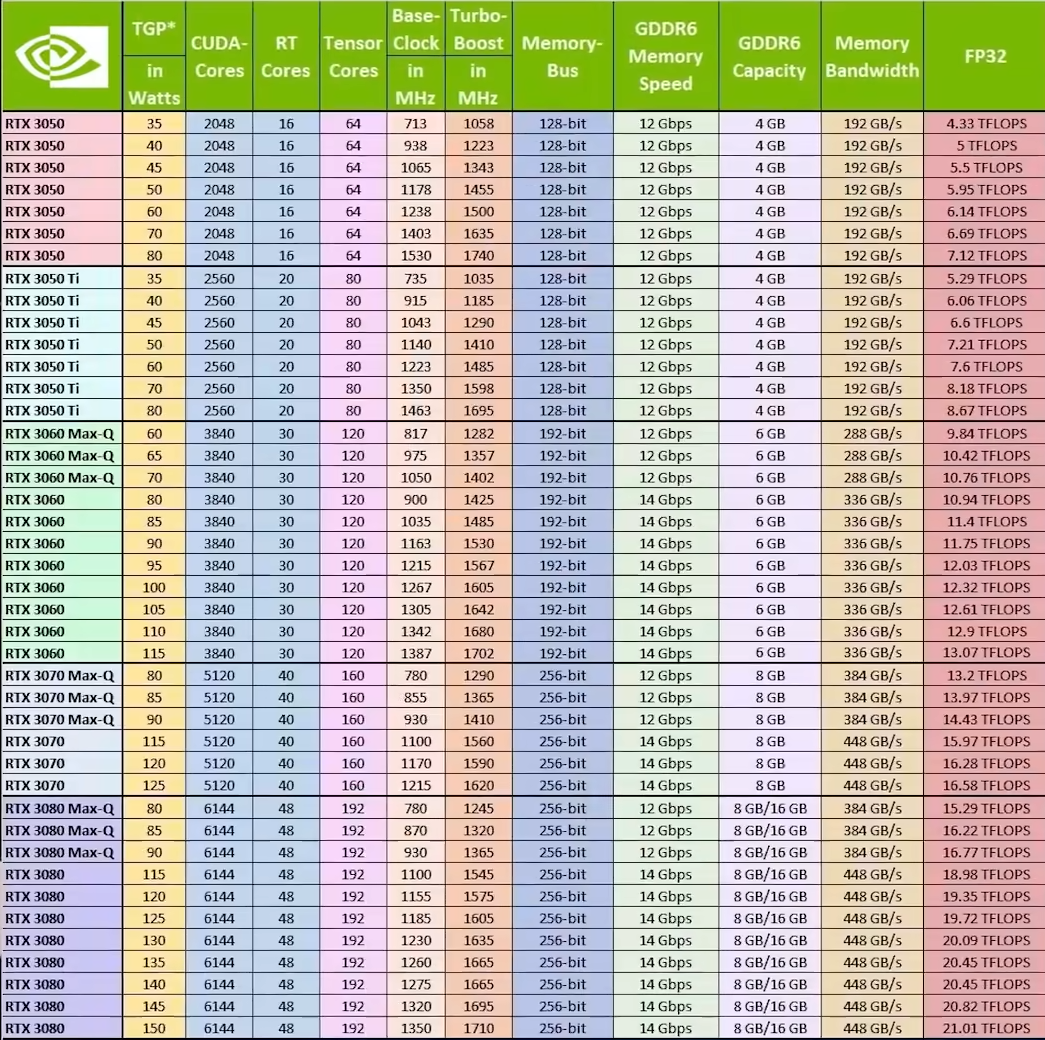 TGP* in Watts CUDA-Cores RT Cores Tensor Cores Base-Clock in MHz Turbo-Boost in MHz Memory-Bus GDDR6 Memory Speed GDDR6 Capacity Memory Bandwidth FP32
RTX 3050 35 2048 16 64 713 1058 128-bit 12 Gbps 4 GB 192 GB/s 4.33 TFLOPS
RTX 3050 40 2048 16 64 938 1223 128-bit 12 Gbps 4 GB 192 GB/s 5 TFLOPS
RTX 3050 45 2048 16 64 1065 1343 128-bit 12 Gbps 4 GB 192 GB/s 5.5 TFLOPS
RTX 3050 50 2048 16 64 1178 1455 128-bit 12 Gbps 4 GB 192 GB/s 5.95 TFLOPS
RTX 3050 60 2048 16 64 1238 1500 128-bit 12 Gbps 4 GB 192 GB/s 6.14 TFLOPS
RTX 3050 70 2048 16 64 1403 1635 128-bit 12 Gbps 4 GB 192 GB/s 6.69 TFLOPS
RTX 3050 80 2048 16 64 1530 1740 128-bit 12 Gbps 4 GB 192 GB/s 7.12 TFLOPS
RTX 3050 Ti 35 2560 20 80 735 1035 128-bit 12 Gbps 4 GB 192 GB/s 5.29 TFLOPS
RTX 3050 Ti 40 2560 20 80 915 1185 128-bit 12 Gbps 4 GB 192 GB/s 6.06 TFLOPS
RTX 3050 Ti 45 2560 20 80 1043 1290 128-bit 12 Gbps 4 GB 192 GB/s 6.6 TFLOPS
RTX 3050 Ti 50 2560 20 80 1140 1410 128-bit 12 Gbps 4 GB 192 GB/s 7.21 TFLOPS
RTX 3050 Ti 60 2560 20 80 1223 1485 128-bit 12 Gbps 4 GB 192 GB/s 7.6 TFLOPS
RTX 3050 Ti 70 2560 20 80 1350 1598 128-bit 12 Gbps 4 GB 192 GB/s 8.18 TFLOPS
RTX 3050 Ti 80 2560 20 80 1463 1695 128-bit 12 Gbps 4 GB 192 GB/s 8.67 TFLOPS
RTX 3060 Max-Q 60 3840 30 120 817 1282 192-bit 12 Gbps 6 GB 288 GB/s 9.84 TFLOPS
RTX 3060 Max-Q 65 3840 30 120 975 1357 192-bit 12 Gbps 6 GB 288 GB/s 10.42 TFLOPS
RTX 3060 Max-Q 70 3840 30 120 1050 1402 192-bit 12 Gbps 6 GB 288 GB/s 10.76 TFLOPS
RTX 3060 80 3840 30 120 900 1425 192-bit 14 Gbps 6 GB 336 GB/s 10.94 TFLOPS
RTX 3060 85 3840 30 120 1035 1485 192-bit 14 Gbps 6 GB 336 GB/s 11.4 TFLOPS
RTX 3060 90 3840 30 120 1163 1530 192-bit 14 Gbps 6 GB 336 GB/s 11.75 TFLOPS
RTX 3060 95 3840 30 120 1215 1567 192-bit 14 Gbps 6 GB 336 GB/s 12.03 TFLOPS
RTX 3060 100 3840 30 120 1267 1605 192-bit 14 Gbps 6 GB 336 GB/s 12.32 TFLOPS
RTX 3060 105 3840 30 120 1305 1642 192-bit 14 Gbps 6 GB 336 GB/s 12.61 TFLOPS
RTX 3060 110 3840 30 120 1342 1680 192-bit 14 Gbps 6 GB 336 GB/s 12.9 TFLOPS
RTX 3060 115 3840 30 120 1387 1702 192-bit 14 Gbps 6 GB 336 GB/s 13.07 TFLOPS
RTX 3070 Max-Q 80 5120 40 160 780 1290 256-bit 12 Gbps 8 GB 384 GB/s 13.2 TFLOPS
RTX 3070 Max-Q 85 5120 40 160 855 1365 256-bit 12 Gbps 8 GB 384 GB/s 13.97 TFLOPS
RTX 3070 Max-Q 90 5120 40 160 930 1410 256-bit 12 Gbps 8 GB 384 GB/s 14.43 TFLOPS
RTX 3070 115 5120 40 160 1100 1560 256-bit 14 Gbps 8 GB 448 GB/s 15.97 TFLOPS
RTX 3070 120 5120 40 160 1170 1590 256-bit 14 Gbps 8 GB 448 GB/s 16.28 TFLOPS
RTX 3070 125 5120 40 160 1215 1620 256-bit 14 Gbps 8 GB 448 GB/s 16.58 TFLOPS
RTX 3080 Max-Q 80 6144 48 192 780 1245 256-bit 12 Gbps 8 GB/16 GB 384 GB/s 15.29 TFLOPS
RTX 3080 Max-Q 85 6144 48 192 870 1320 256-bit 12 Gbps 8 GB/16 GB 384 GB/s 16.22 TFLOPS
RTX 3080 Max-Q 90 6144 48 192 930 1365 256-bit 12 Gbps 8 GB/16 GB 384 GB/s 16.77 TFLOPS
RTX 3080 115 6144 48 192 1100 1545 256-bit 14 Gbps 8 GB/16 GB 448 GB/s 18.98 TFLOPS
RTX 3080 120 6144 48 192 1155 1575 256-bit 14 Gbps 8 GB/16 GB 448 GB/s 19.35 TFLOPS
RTX 3080 125 6144 48 192 1185 1605 256-bit 14 Gbps 8 GB/16 GB 448 GB/s 19.72 TFLOPS
RTX 3080 130 6144 48 192 1230 1635 256-bit 14 Gbps 8 GB/16 GB 448 GB/s 20.09 TFLOPS
RTX 3080 135 6144 48 192 1260 1665 256-bit 14 Gbps 8 GB/16 GB 448 GB/s 20.45 TFLOPS
RTX 3080 140 6144 48 192 1275 1665 256-bit 14 Gbps 8 GB/16 GB 448 GB/s 20.45 TFLOPS
RTX 3080 145 6144 48 192 1320 1695 256-bit 14 Gbps 8 GB/16 GB 448 GB/s 20.82 TFLOPS
RTX 3080 150 6144 48 192 1350 1710 256-bit 14 Gbps 8 GB/16 GB 448 GB/s 21.01 TFLOPS